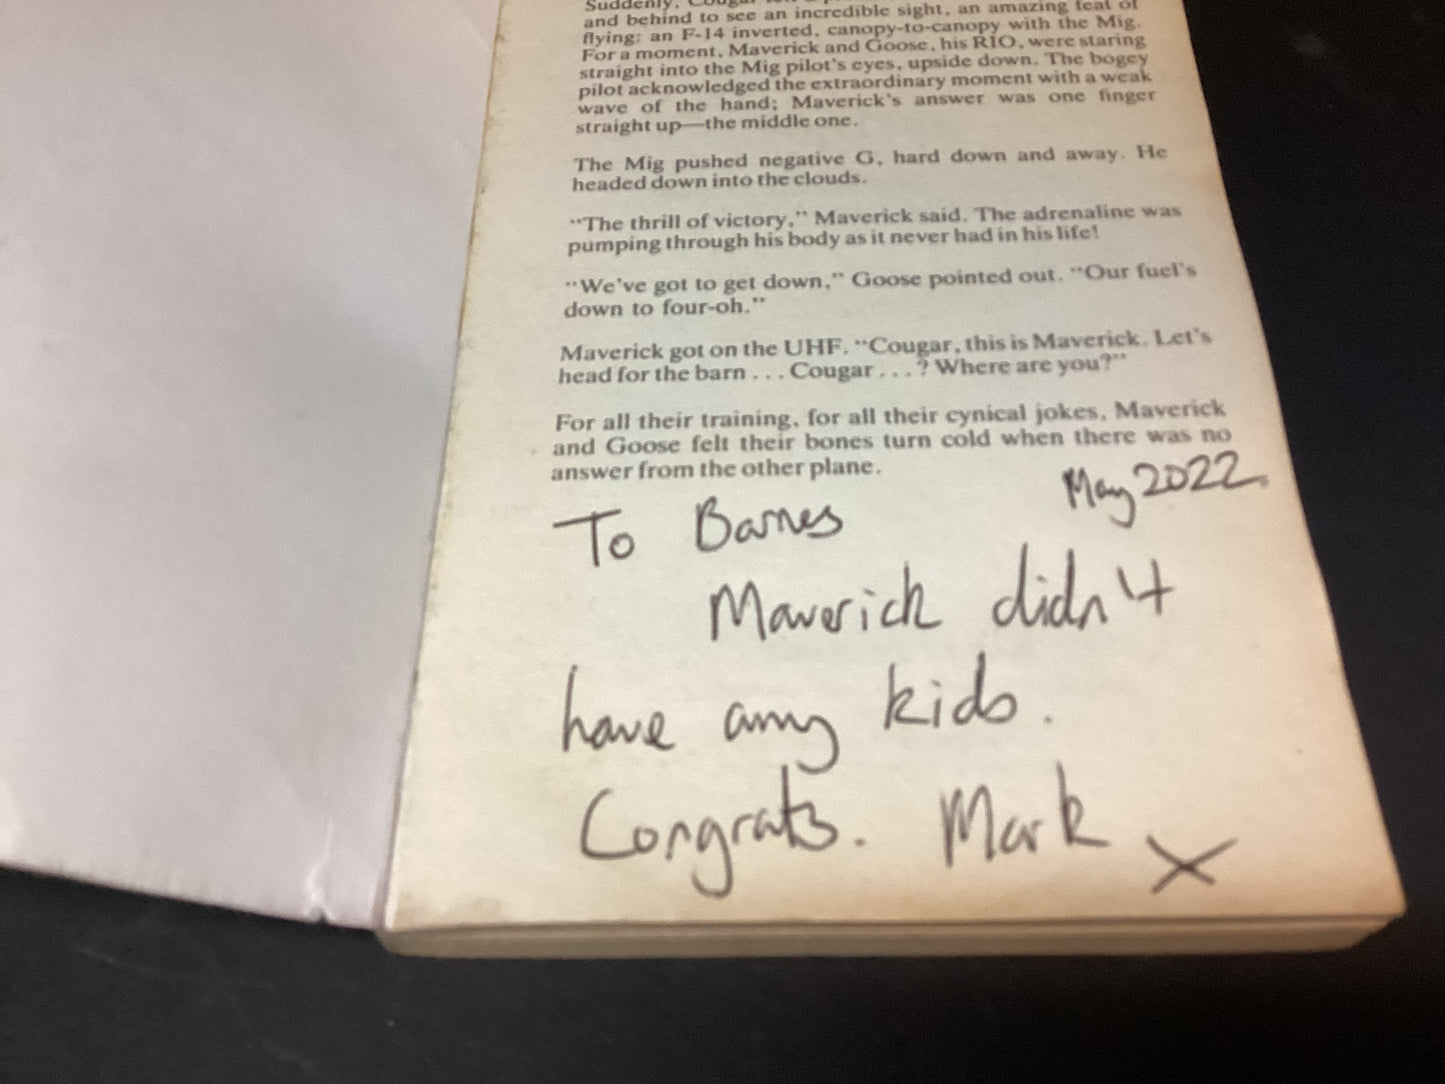 Suddenly, Cougar
and behind to see an incredible sight, an amazing feat of
flying: an F-14 inverted, canopy-to-canopy with the Mig.
For a moment, Maverick and Goose, his RIO, were staring
straight into the Mig pilot's eyes, upside down. The bogey
pilot acknowledged the extraordinary moment with a weak
wave of the hand; Maverick's answer was one finger
straight up—the middle one.
The Mig pushed negative G, hard down and away. He
headed down into the clouds.
"The thrill of victory," Maverick said. The adrenaline was
pumping through his body as it never had in his life!
"We've got to get down," Goose pointed out. "Our fuel's
down to four-oh."
Maverick got on the UHF. "Cougar, this is Maverick. Let's
head for the barn . . . Cougar . . . ? Where are you?"
For all their training, for all their cynical jokes, Maverick
and Goose felt their bones turn cold when there was no
answer from the other plane.
May 2022.
To Barnes
Maverick didn't
have any kids.
Congrats. Mark X